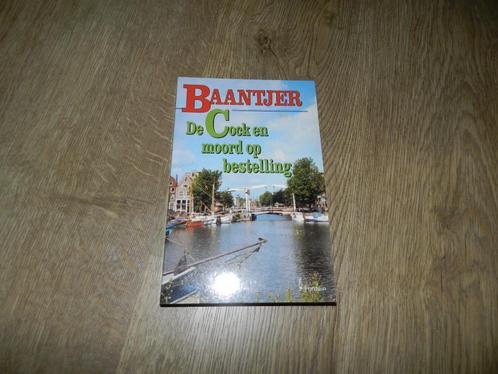 BAANTJER
De Cock en
moord op
bestelling